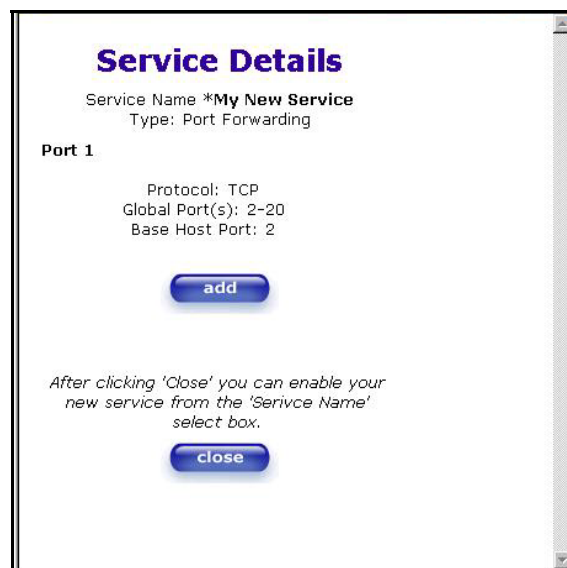 Service Details
Service Name *My New Service
Type: Port Forwarding
Port 1
Protocol: TCP
Global Port(s): 2-20
Base Host Port: 2
add
After clicking 'Close' you can enable your
new service from the 'Serivce Name'
select box.
close